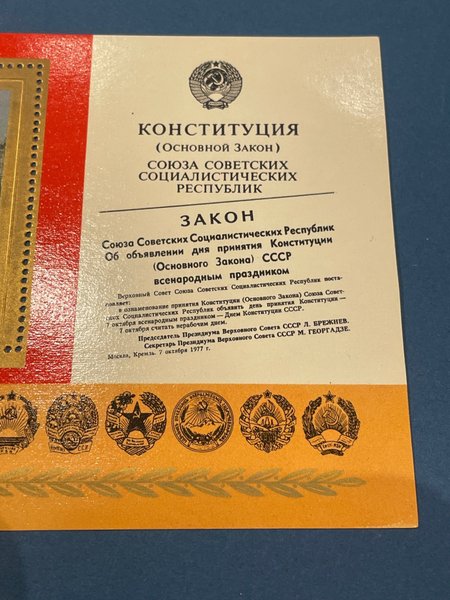 КОНСТИТУЦИЯ
(ОСНОВНОЙ ЗАКОН)
СОЮЗА СОВЕТСКИХ
СОЦИАЛИСТИЧЕСКИХ
РЕСПУБЛИК
ЗАКОН
Союза Советских Социалистических Республик
Об объявлении дня принятия Конституции
(Основного Закона) СССР
всенародным праздником
Верховный Совет Союза Советских Социалистических Республик поста-
новляет:
в ознаменование принятия Конституции (Основного Закона) Союза Совет-
ских Социалистических Республик объявить день принятия Конституции —
7 октября всенародным праздником — Днем Конституции СССР.
7 октября считать нерабочим днем.
Председатель Президиума Верховного Совета СССР Л. БРЕЖНЕВ.
Секретарь Президиума Верховного Совета СССР М. ГЕОРГАДЗЕ.
Москва, Кремль. 7 октября 1977 г.